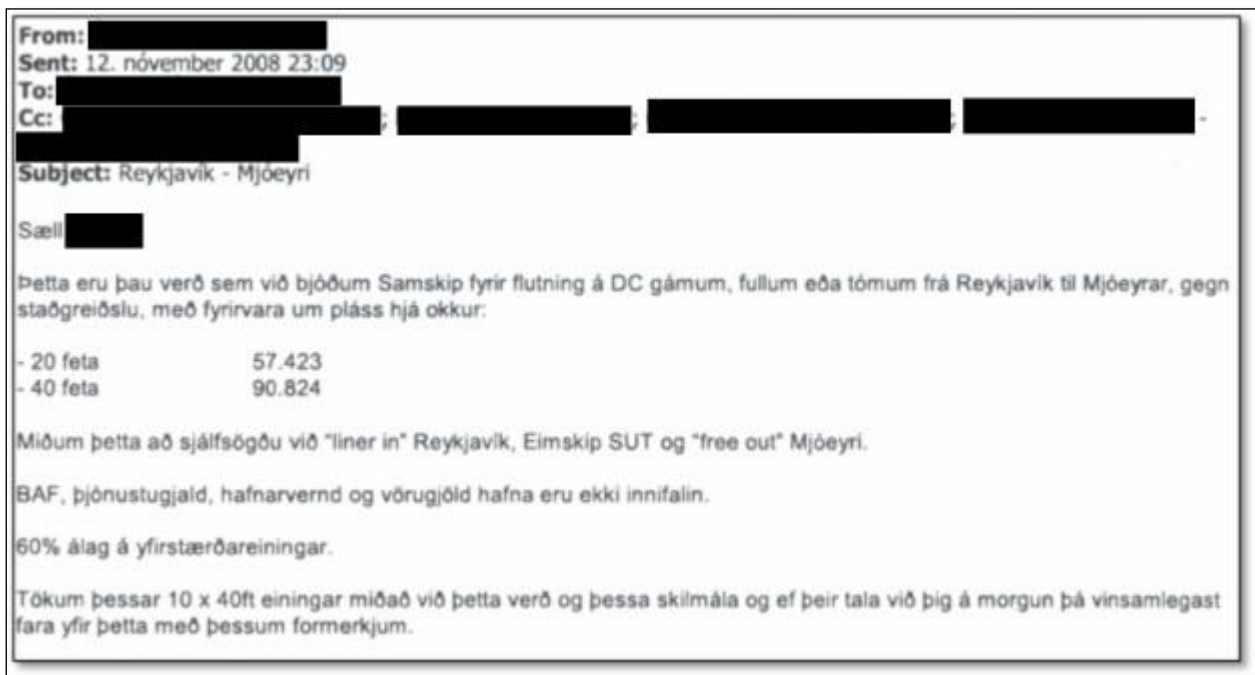 From:
Sent: 12. nóvember 2008 23:09
To:
Cc: ; ; ; -
Subject: Reykjavík - Mjóeyri
Sæll
Þetta eru þau verð sem við bjóðum Samskip fyrir flutning á DC gámum, fullum eða tómum frá Reykjavík til Mjóeyrar, gegn
staðgreiðslu, með fyrirvara um pláss hjá okkur:
- 20 feta 57.423
- 40 feta 90.824
Miðum þetta að sjálfsögðu við "liner in" Reykjavík, Eimskip SUT og "free out" Mjóeyri.
BAF, þjónustugjald, hafnarvernd og vörugjöld hafna eru ekki innifalin.
60% álag á yfirstærðareiningar.
Tökum þessar 10 x 40ft einingar miðað við þetta verð og þessa skilmála og ef þeir tala við þig á morgun þá vinsamlegast
fara yfir þetta með þessum formerkjum.